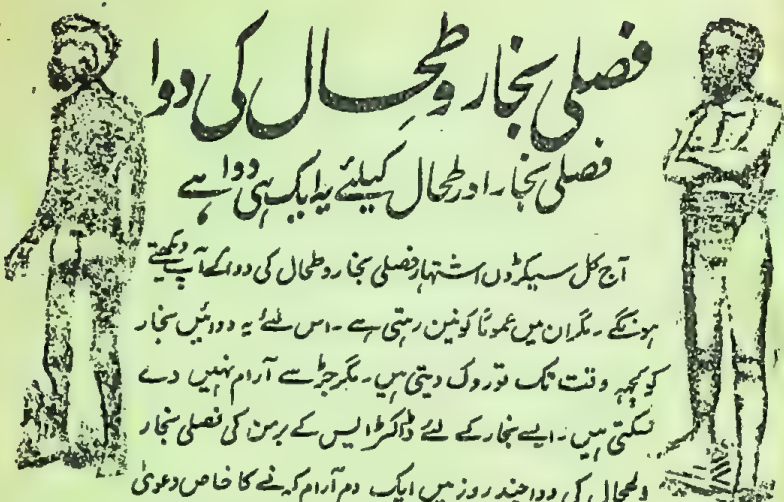 فصلی بخار و طحال کی دوا
فصلی بخار اور طحال کیلئے یہ ایک ہی دوا ہے
آج کل سیکڑوں اشتہار فصلی بخار و طحال کی دوا کے آپ دیکھتے
ہونگے ۔ مگر ان میں عموماً کونین رہتی ہے ۔ اس لئے یہ دوائیں بخار
کو کچھ وقت تک تو روک دیتی ہیں ۔ مگر جڑ سے آرام نہیں دے
سکتی ہیں ۔ ایسے بخار کے لئے ڈاکٹر ایس کے برمن کی فصلی بخار
و طحال کی دوا چند روز میں ایک دم آرام کرنے کا خاص دعویٰ